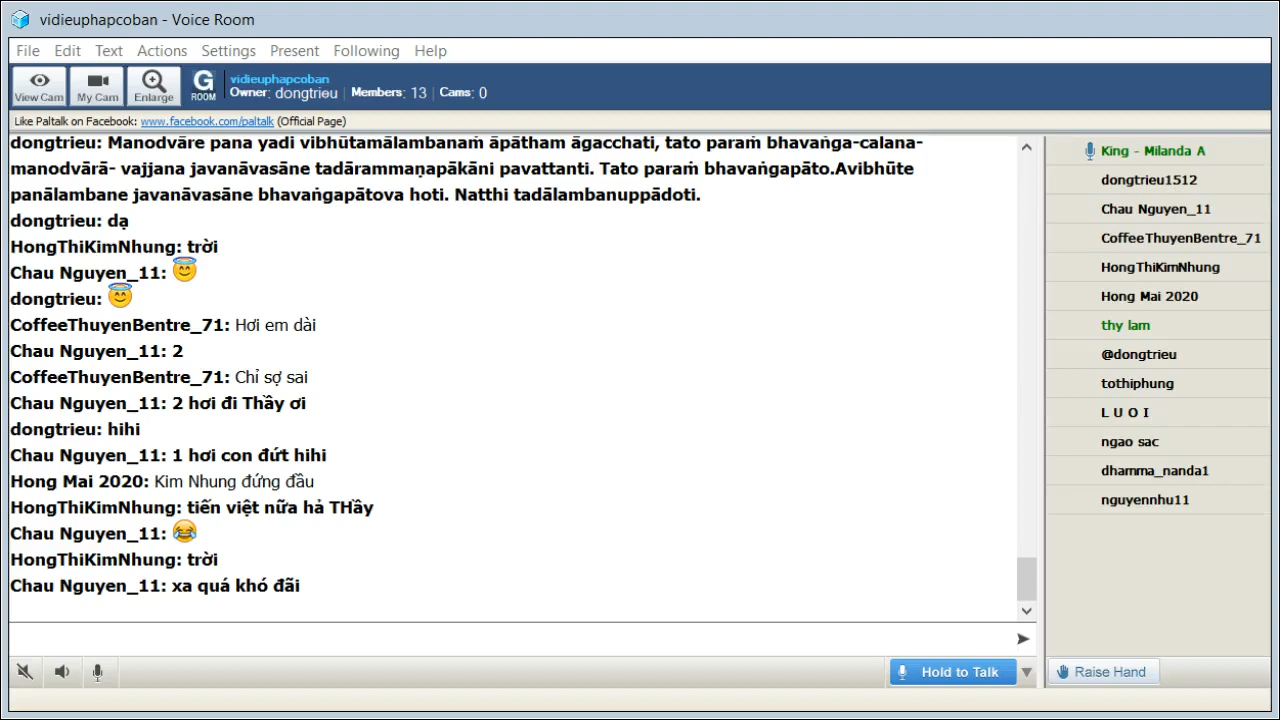 vidieuphapcoban - Voice Room
File Edit Text Actions Settings Present Following Help
View Cam My Cam Enlarge G ROOM
vidieuphapcoban
Owner: dongtrieu | Members: 13 | Cams: 0
Like Paltalk on Facebook: www.facebook.com/paltalk (Official Page)
dongtrieu: Manodvāre pana yadi vibhūtamālambanaṁ āpātham āgacchati, tato paraṁ bhavaṅga-calana-
manodvārā- vajjana javanāvasāne tadārammaṇapākāni pavattanti. Tato paraṁ bhavaṅgapāto.Avibhūte
panālambane javanāvasāne bhavaṅgapātova hoti. Natthi tadālambanuppādoti.
dongtrieu: dạ
HongThiKimNhung: trời
Chau Nguyen_11:
dongtrieu:
CoffeeThuyenBentre_71: Hơi em dài
Chau Nguyen_11: 2
CoffeeThuyenBentre_71: Chỉ sợ sai
Chau Nguyen_11: 2 hơi đi Thầy ơi
dongtrieu: hihi
Chau Nguyen_11: 1 hơi con đứt hihi
Hong Mai 2020: Kim Nhung đứng đầu
HongThiKimNhung: tiến việt nữa hả THầy
Chau Nguyen_11:
HongThiKimNhung: trời
Chau Nguyen_11: xa quá khó đãi
King - Milanda A
dongtrieu1512
Chau Nguyen_11
CoffeeThuyenBentre_71
HongThiKimNhung
Hong Mai 2020
thy lam
@dongtrieu
tothiphung
L U O I
ngao sac
dhamma_nanda1
nguyennhu11
Hold to Talk
Raise Hand